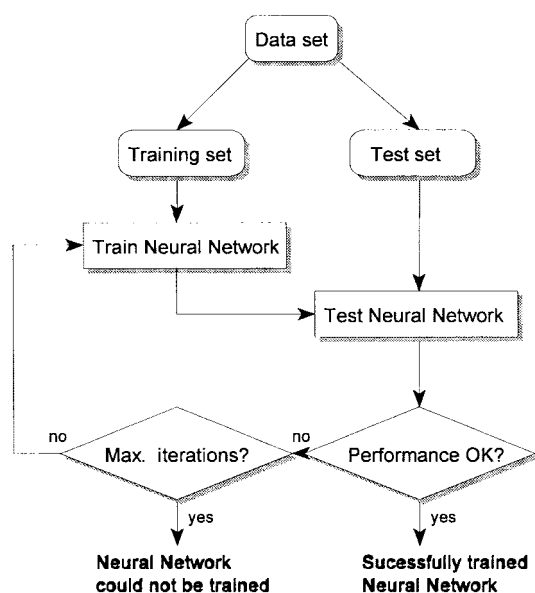 Data set
Training set
Test set
Train Neural Network
Test Neural Network
no
Max. iterations?
no
Performance OK?
yes
yes
Neural Network
could not be trained
Sucessfully trained
Neural Network